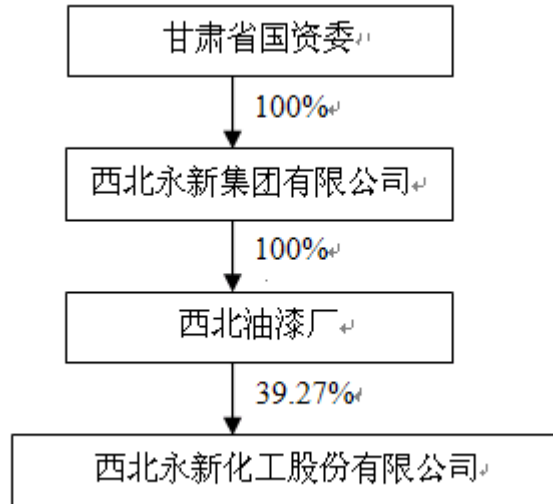 甘肃省国资委
100%
西北永新集团有限公司
100%
西北油漆厂
39.27%
西北永新化工股份有限公司